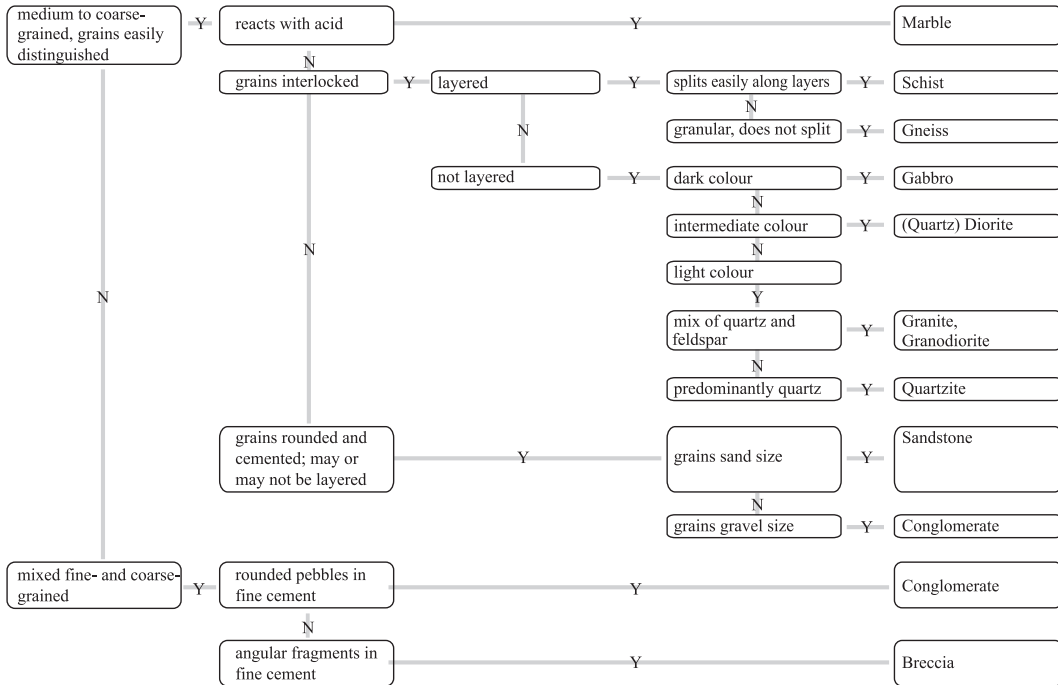 medium to coarse-
grained, grains easily
distinguished
Y
reacts with acid
Y
Marble
N
grains interlocked
Y
layered
Y
splits easily along layers
Y
Schist
N
granular, does not split
Y
Gneiss
N
not layered
Y
dark colour
Y
Gabbro
N
intermediate colour
Y
(Quartz) Diorite
N
N
light colour
N
Y
mix of quartz and
feldspar
Y
Granite,
Granodiorite
N
predominantly quartz
Y
Quartzite
grains rounded and
cemented; may or
may not be layered
Y
grains sand size
Y
Sandstone
N
grains gravel size
Y
Conglomerate
mixed fine- and coarse-
grained
Y
rounded pebbles in
fine cement
Y
Conglomerate
N
angular fragments in
fine cement
Y
Breccia